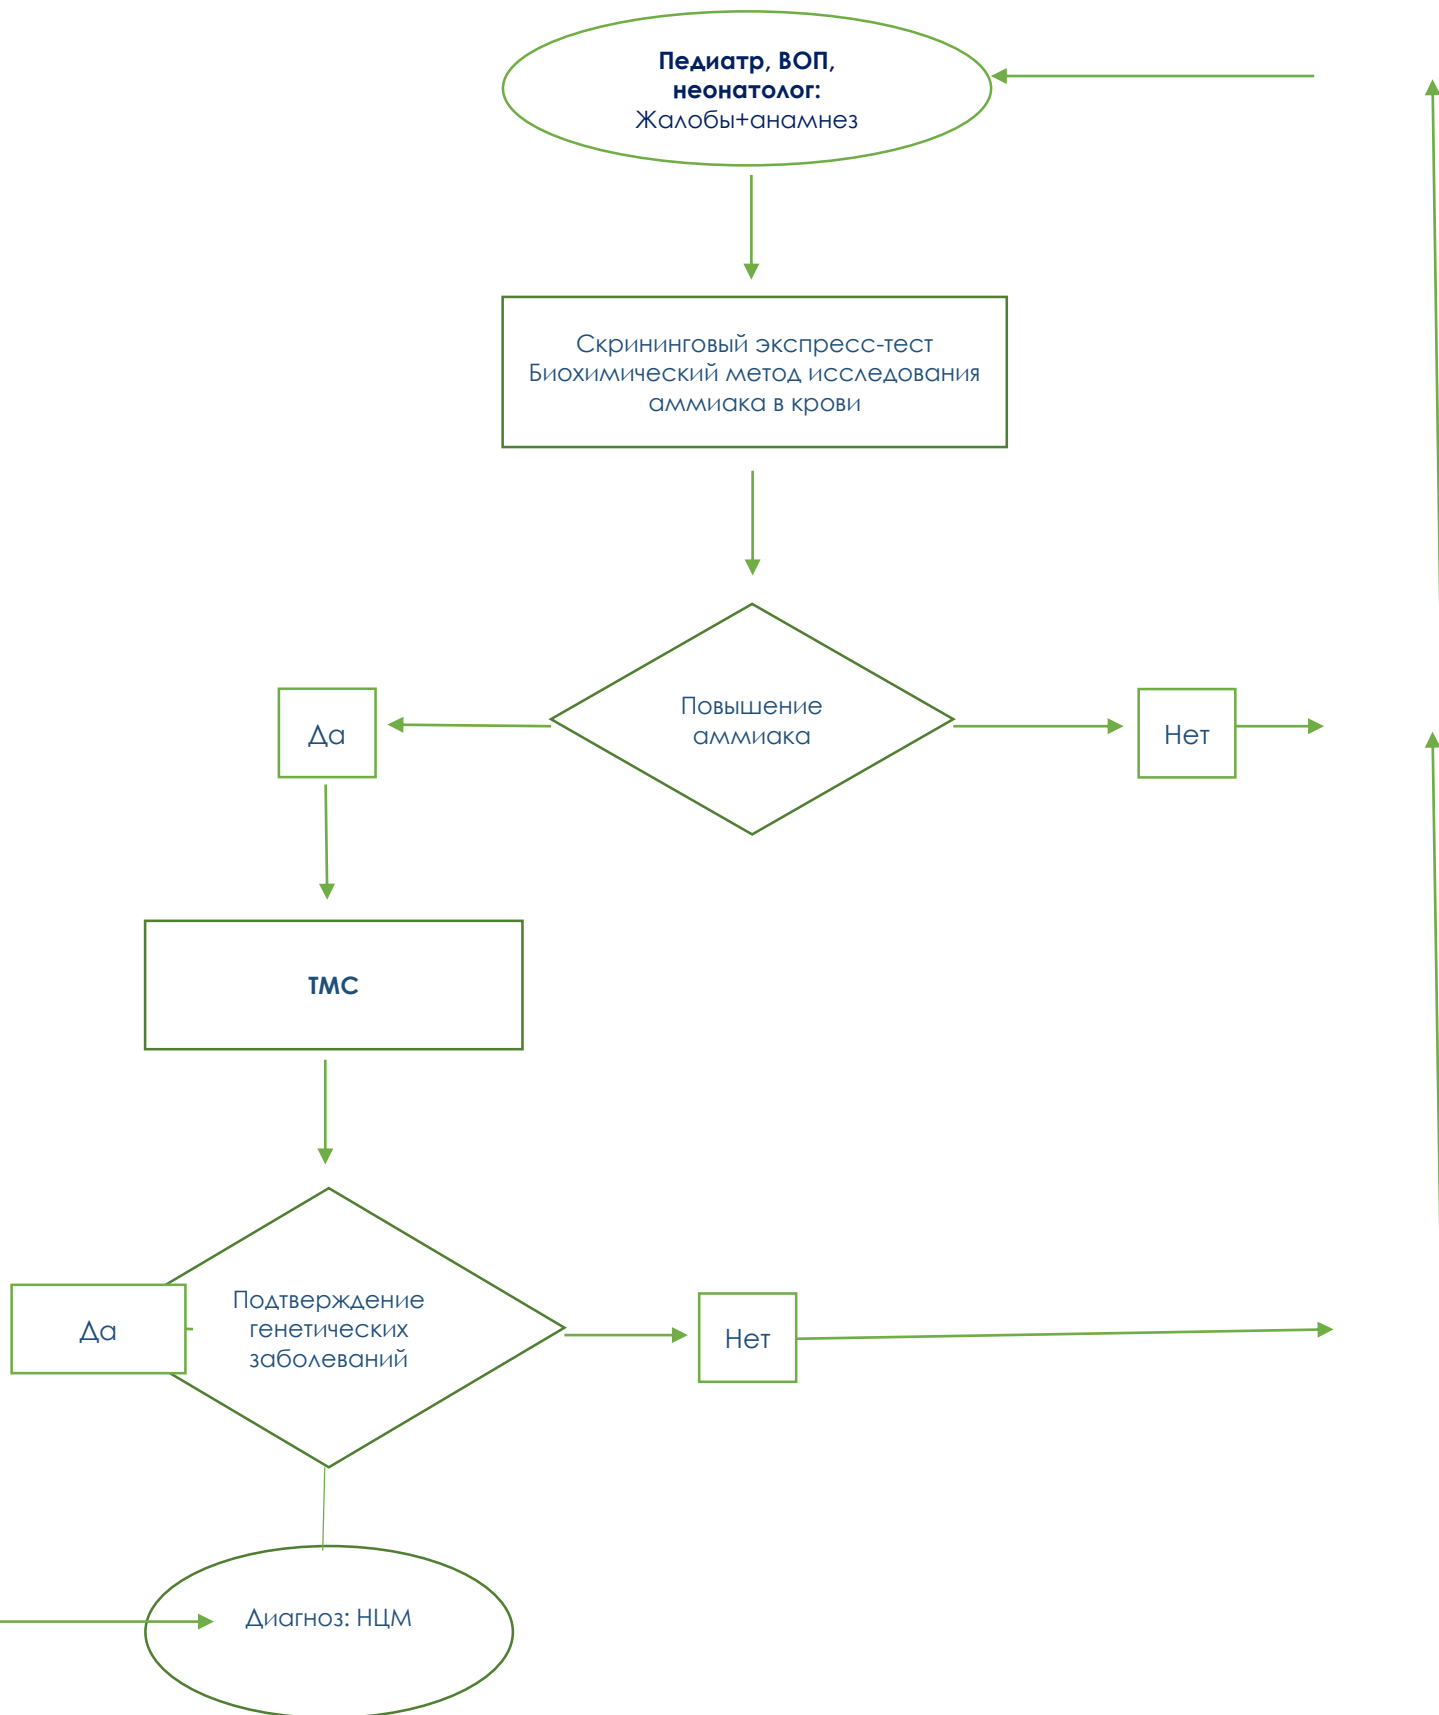 Педиатр, ВОП,
неонатолог:
Жалобы+анамнез
Скрининговый экспресс-тест
Биохимический метод исследования
аммиака в крови
Да
Повышение
аммиака
Нет
ТМС
Да
Подтверждение
генетических
заболеваний
Нет
Диагноз: НЦМ